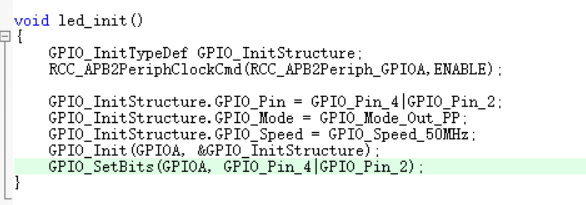 void led_init()
{
    GPIO_InitTypeDef GPIO_InitStructure;
    RCC_APB2PeriphClockCmd(RCC_APB2Periph_GPIOA,ENABLE);

    GPIO_InitStructure.GPIO_Pin = GPIO_Pin_4|GPIO_Pin_2;
    GPIO_InitStructure.GPIO_Mode = GPIO_Mode_Out_PP;
    GPIO_InitStructure.GPIO_Speed = GPIO_Speed_50MHz;
    GPIO_Init(GPIOA, &GPIO_InitStructure);
    GPIO_SetBits(GPIOA, GPIO_Pin_4|GPIO_Pin_2);
}